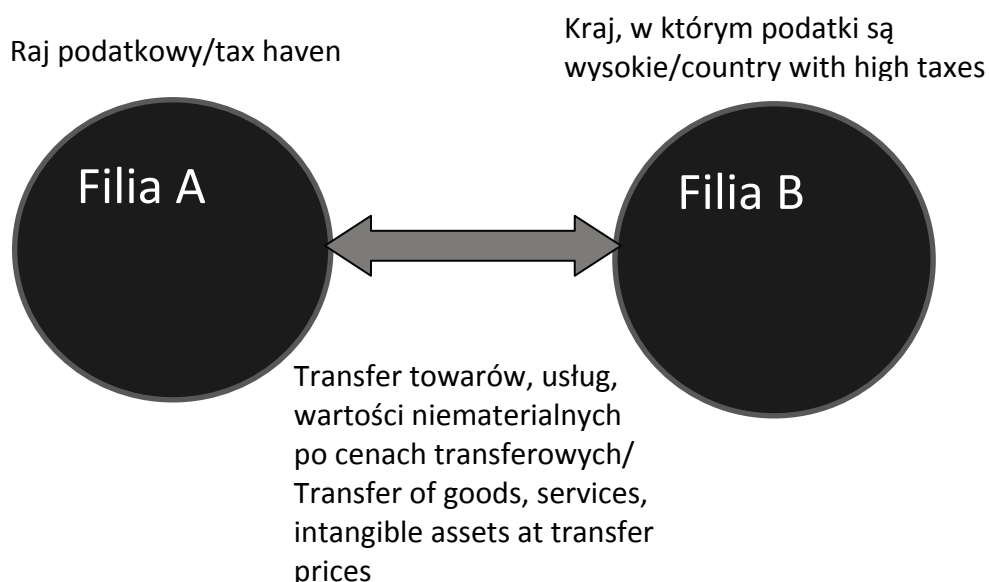 Raj podatkowy/tax haven
Kraj, w którym podatki są
wysokie/country with high taxes
Filia A
Filia B
Transfer towarów, usług,
wartości niematerialnych
po cenach transferowych/
Transfer of goods, services,
intangible assets at transfer
prices